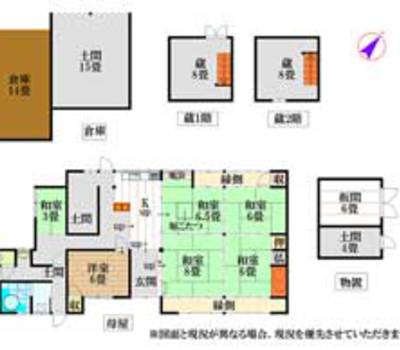 土間
15畳
倉庫
14畳
倉庫
蔵
8畳
蔵1階
蔵
8畳
蔵2階
和室
3畳
土間
土間
洋室
6畳
収
K
up
up
up
玄関
母屋
縁側
収
和室
6.5畳
和室
6畳
掘こたつ
押
和室
8畳
和室
6畳
仏
縁側
板間
6畳
土間
4畳
物置
※図面と現況が異なる場合、現況を優先させていただきま